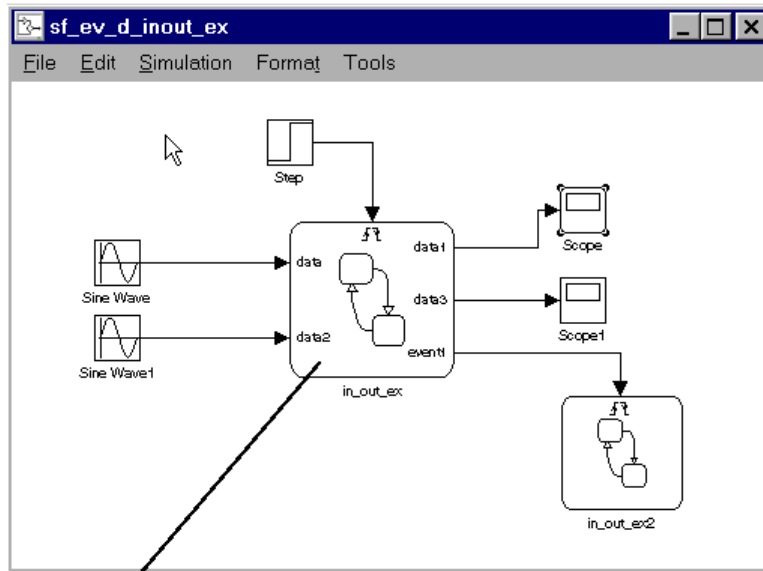 sf_ev_d_inout_ex
File Edit Simulation Format Tools
Step
data1
Scope
data
Sine Wave
data3
Scope1
data2
Sine Wave1
event1
in_out_ex
in_out_ex2